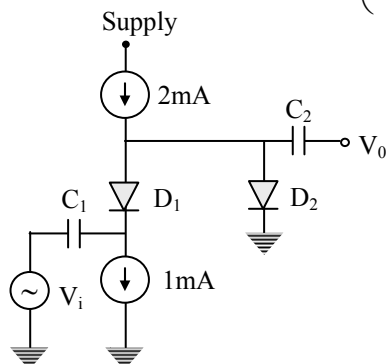 (
Supply
2mA
C₂
V₀
D₁
D₂
C₁
1mA
~
Vᵢ